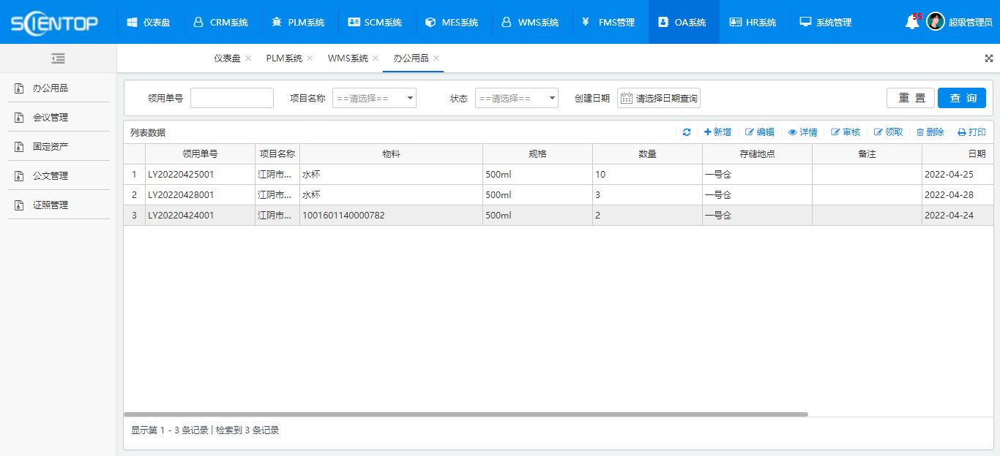 SCIENTOP 仪表盘 CRM系统 PLM系统 SCM系统 MES系统 WMS系统 ¥ FMS管理 OA系统 HR系统 系统管理 55 超级管理员
仪表盘 × PLM系统 × WMS系统 × 办公用品 ×
办公用品
会议管理
固定资产
公文管理
证照管理
领用单号 项目名称 ==请选择== 状态 ==请选择== 创建日期 请选择日期查询 重 置 查 询
列表数据 新增 编辑 详情 审核 领取 删除 打印
领用单号 项目名称 物料 规格 数量 存储地点 备注 日期
1 LY20220425001 江阴市... 水杯 500ml 10 一号仓 2022-04-25
2 LY20220428001 江阴市... 水杯 500ml 3 一号仓 2022-04-28
3 LY20220424001 江阴市... 1001601140000782 500ml 2 一号仓 2022-04-24
显示第 1 - 3 条记录 | 检索到 3 条记录